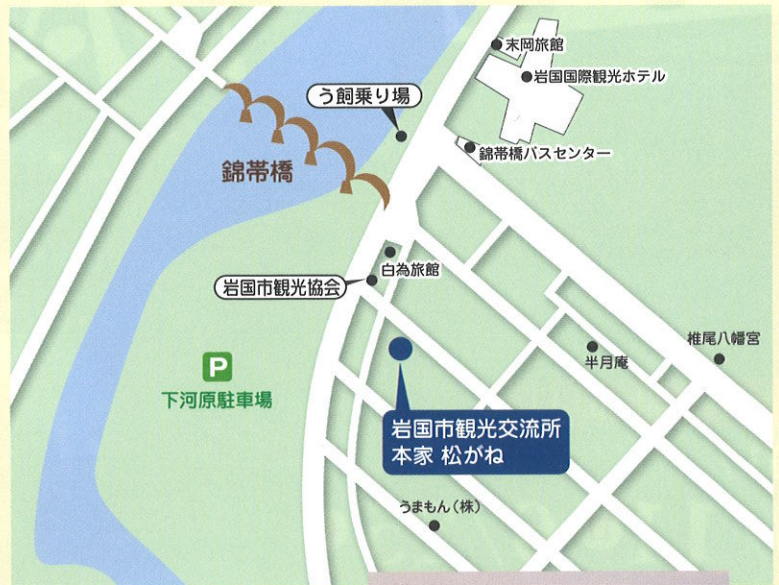 末岡旅館
岩国国際観光ホテル
う飼乗り場
錦帯橋バスセンター
錦帯橋
白為旅館
岩国市観光協会
椎尾八幡宮
半月庵
P
下河原駐車場
岩国市観光交流所
本家 松がね
うまもん(株)